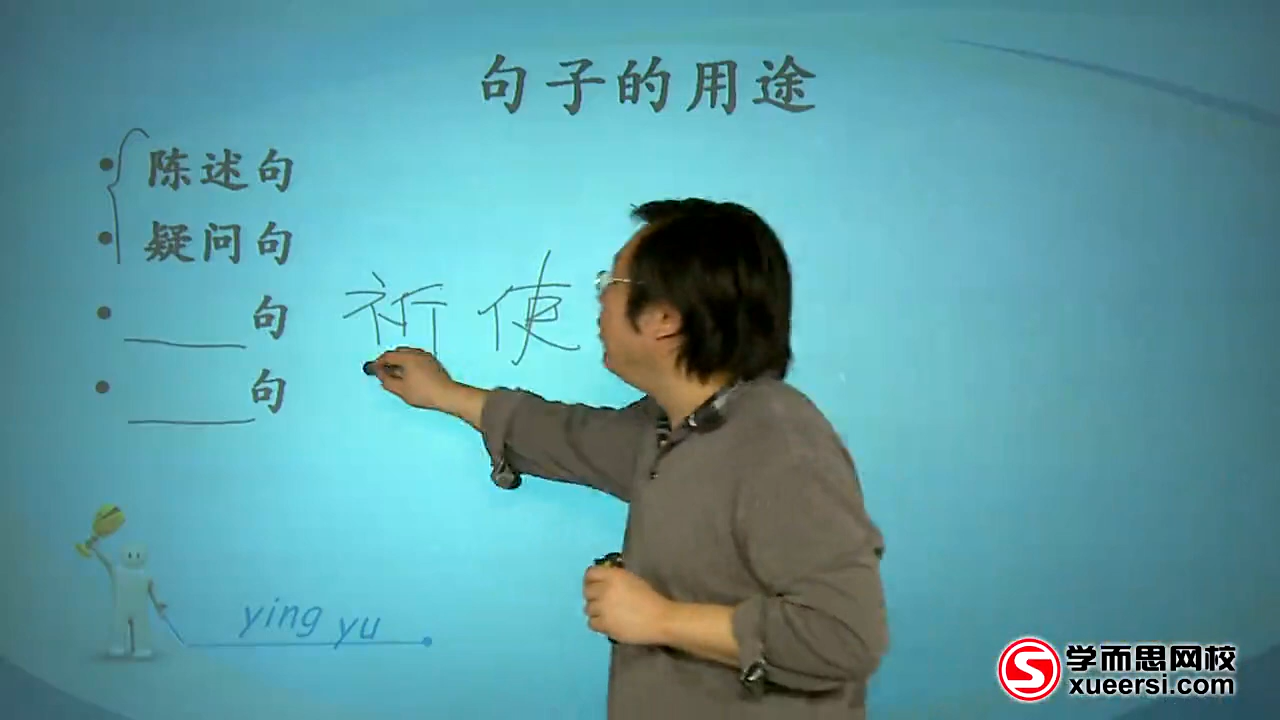 句子的用途
陈述句
疑问句
句
祈使
句
ying yu
学而思网校
xueersi.com